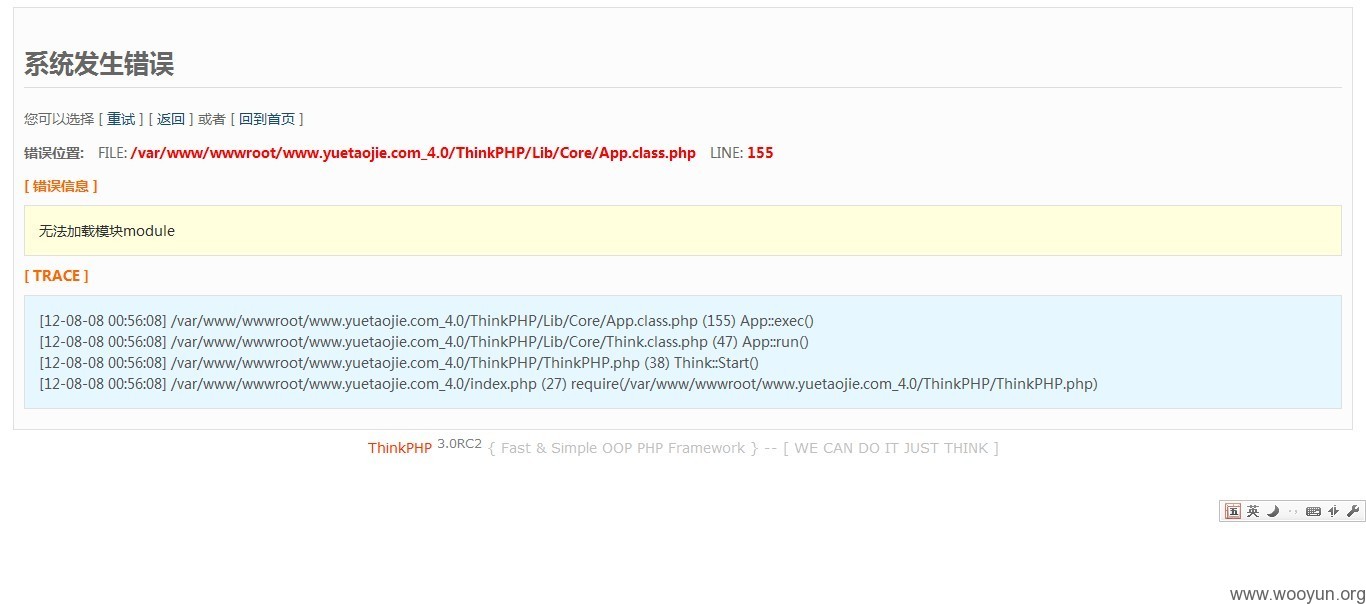 系统发生错误
您可以选择 [ 重试 ] [ 返回 ] 或者 [ 回到首页 ]
错误位置: FILE: /var/www/wwwroot/www.yuetaojie.com_4.0/ThinkPHP/Lib/Core/App.class.php LINE: 155
[ 错误信息 ]
无法加载模块module
[ TRACE ]
[12-08-08 00:56:08] /var/www/wwwroot/www.yuetaojie.com_4.0/ThinkPHP/Lib/Core/App.class.php (155) App::exec()
[12-08-08 00:56:08] /var/www/wwwroot/www.yuetaojie.com_4.0/ThinkPHP/Lib/Core/Think.class.php (47) App::run()
[12-08-08 00:56:08] /var/www/wwwroot/www.yuetaojie.com_4.0/ThinkPHP/ThinkPHP.php (38) Think::Start()
[12-08-08 00:56:08] /var/www/wwwroot/www.yuetaojie.com_4.0/index.php (27) require(/var/www/wwwroot/www.yuetaojie.com_4.0/ThinkPHP/ThinkPHP.php)
ThinkPHP 3.0RC2 { Fast & Simple OOP PHP Framework } -- [ WE CAN DO IT JUST THINK ]
五 英
www.wooyun.org